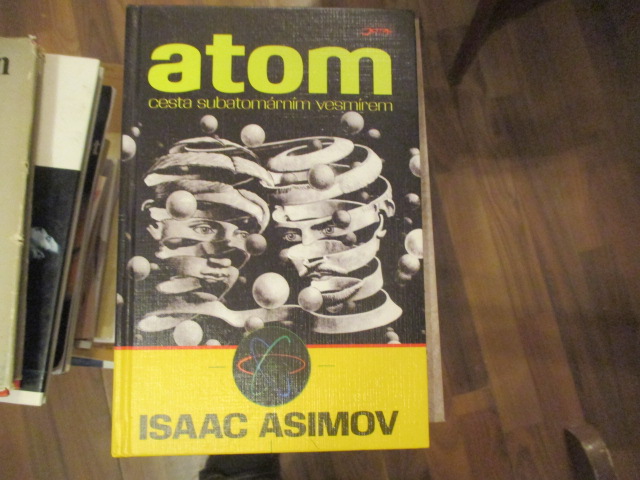 atom
cesta subatomárním vesmírem
ISAAC ASIMOV